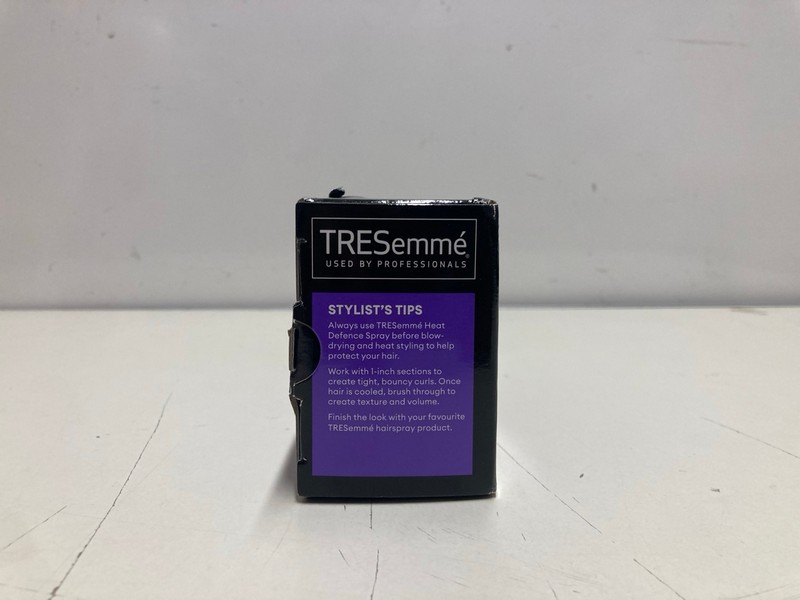 TRESemmé®
USED BY PROFESSIONALS
STYLIST'S TIPS
Always use TRESemmé Heat
Defence Spray before blow-
drying and heat styling to help
protect your hair.
Work with 1-inch sections to
create tight, bouncy curls. Once
hair is cooled, brush through to
create texture and volume.
Finish the look with your favourite
TRESemmé hairspray product.